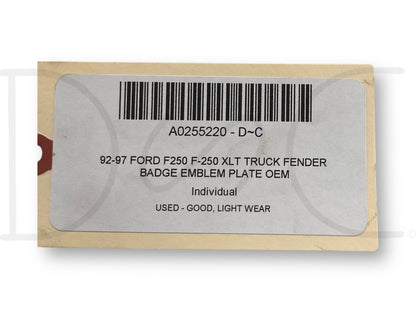 A0255220 - D~C
92-97 FORD F250 F-250 XLT TRUCK FENDER
BADGE EMBLEM PLATE OEM
Individual
USED - GOOD, LIGHT WEAR